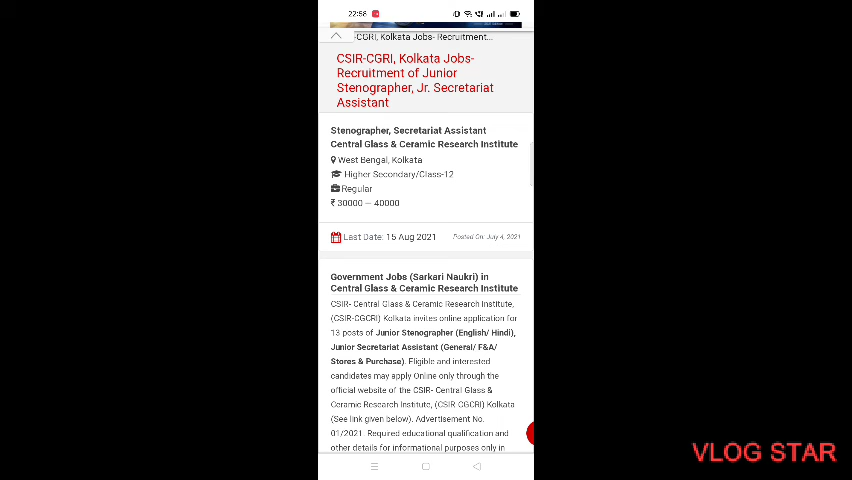 22:58
-CGRI, Kolkata Jobs- Recruitment...
CSIR-CGRI, Kolkata Jobs-
Recruitment of Junior
Stenographer, Jr. Secretariat
Assistant
Stenographer, Secretariat Assistant
Central Glass & Ceramic Research Institute
West Bengal, Kolkata
Higher Secondary/Class-12
Regular
₹ 30000 — 40000
Last Date: 15 Aug 2021 Posted On: July 4, 2021
Government Jobs (Sarkari Naukri) in
Central Glass & Ceramic Research Institute
CSIR- Central Glass & Ceramic Research Institute,
(CSIR-CGCRI) Kolkata invites online application for
13 posts of Junior Stenographer (English/ Hindi),
Junior Secretariat Assistant (General/ F&A/
Stores & Purchase). Eligible and interested
candidates may apply Online only through the
official website of the CSIR- Central Glass &
Ceramic Research Institute, (CSIR-CGCRI) Kolkata
(See link given below). Advertisement No.
01/2021. Required educational qualification and
other details for informational purposes only in
VLOG STAR